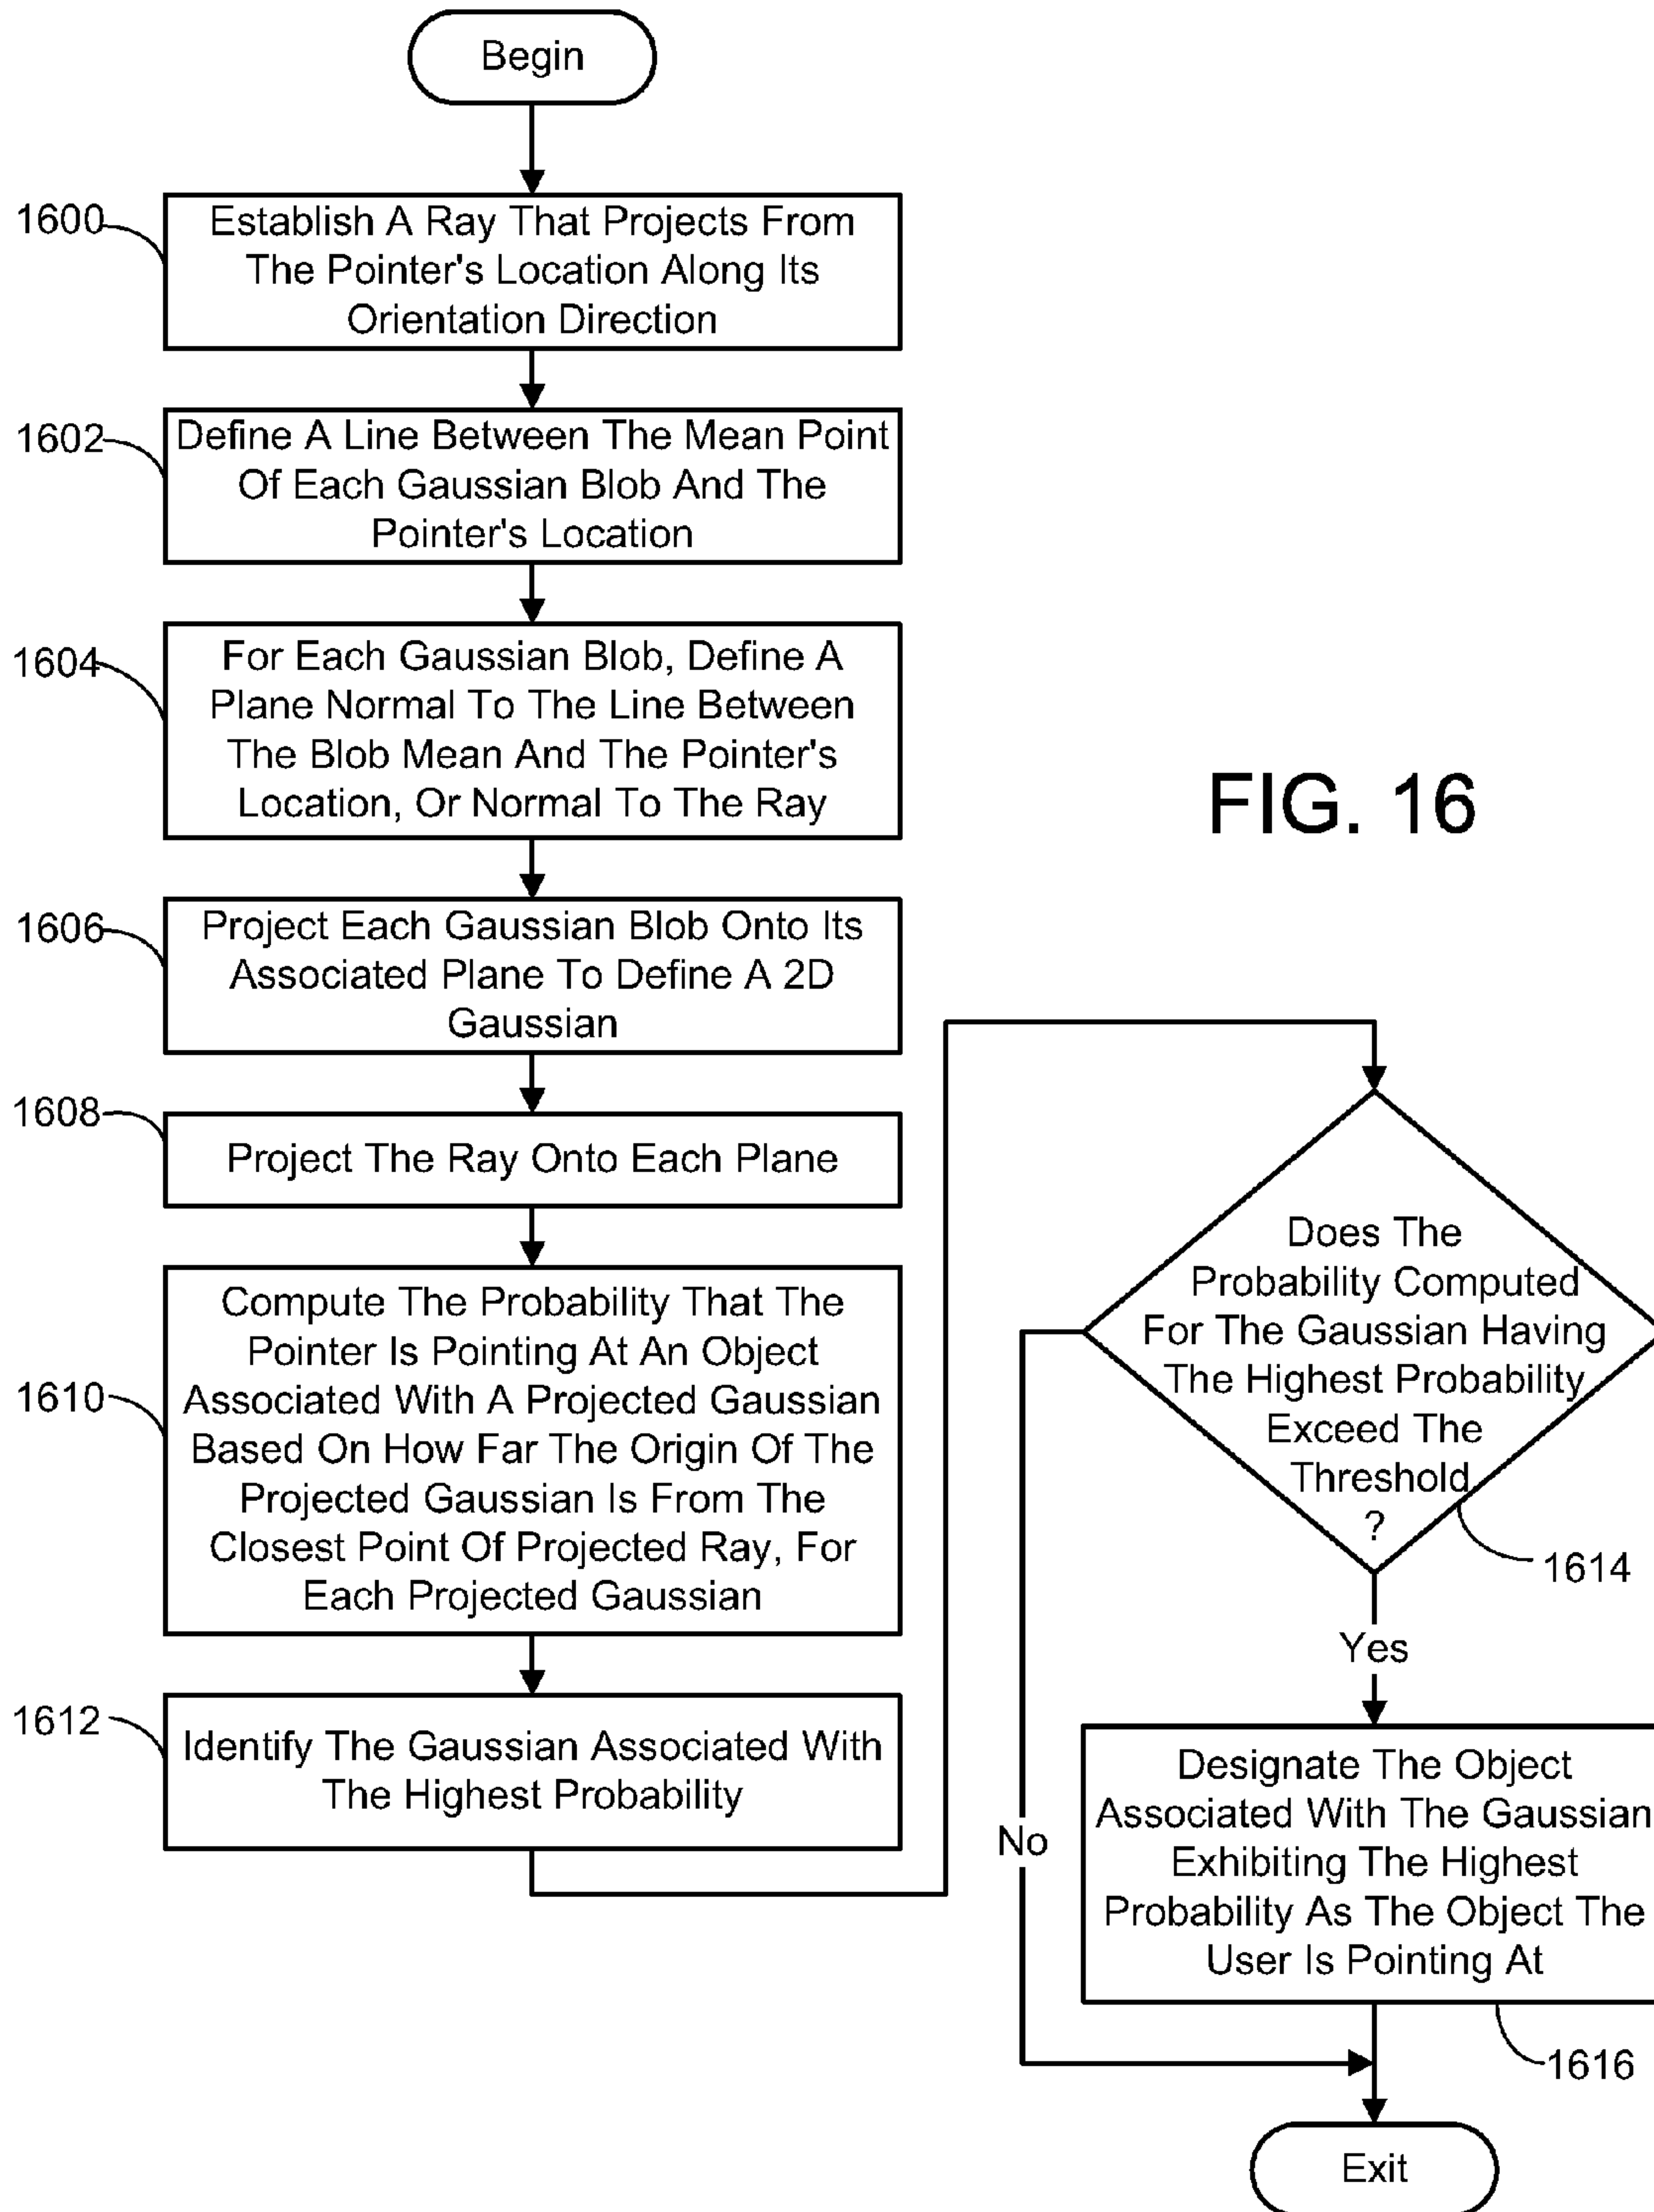 Begin
1600
Establish A Ray That Projects From
The Pointer's Location Along Its
Orientation Direction
1602
Define A Line Between The Mean Point
Of Each Gaussian Blob And The
Pointer's Location
1604
For Each Gaussian Blob, Define A
Plane Normal To The Line Between
The Blob Mean And The Pointer's
Location, Or Normal To The Ray
1606
Project Each Gaussian Blob Onto Its
Associated Plane To Define A 2D
Gaussian
1608
Project The Ray Onto Each Plane
1610
Compute The Probability That The
Pointer Is Pointing At An Object
Associated With A Projected Gaussian
Based On How Far The Origin Of The
Projected Gaussian Is From The
Closest Point Of Projected Ray, For
Each Projected Gaussian
1612
Identify The Gaussian Associated With
The Highest Probability
FIG. 16
Does The
Probability Computed
For The Gaussian Having
The Highest Probability
Exceed The
Threshold
?
1614
Yes
No
Designate The Object
Associated With The Gaussian
Exhibiting The Highest
Probability As The Object The
User Is Pointing At
1616
Exit